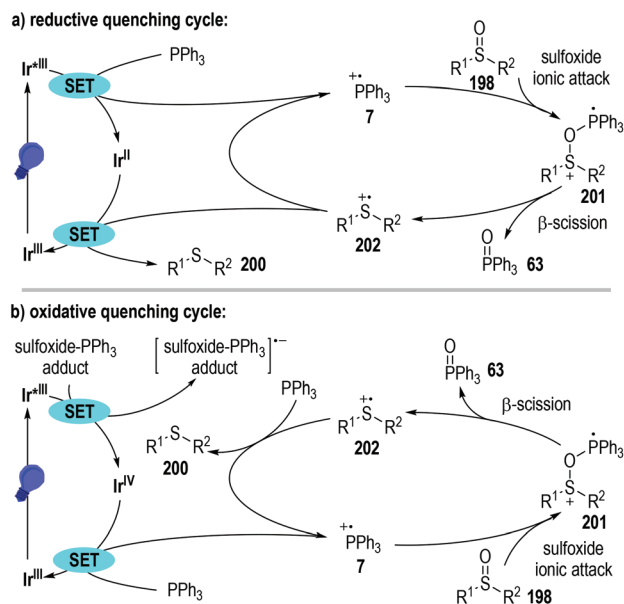 a) reductive quenching cycle:
Ir*III
PPh3
SET
IrII
SET
IrIII
R1 S R2 200
+• PPh3
7
O
S
R1 R2
198
sulfoxide
ionic attack
• PPh3
O
R1 S R2
+
201
β-scission
O
PPh3 63
+•
R1 S R2
202
b) oxidative quenching cycle:
sulfoxide-PPh3
adduct
[ sulfoxide-PPh3 ] •−
adduct
Ir*III
SET
IrIV
SET
IrIII
PPh3
PPh3
R1 S R2
200
+•
R1 S R2
202
O
PPh3 63
β-scission
• PPh3
O
R1 S R2
+
201
+• PPh3
7
O
S
R1 R2
198
sulfoxide
ionic attack